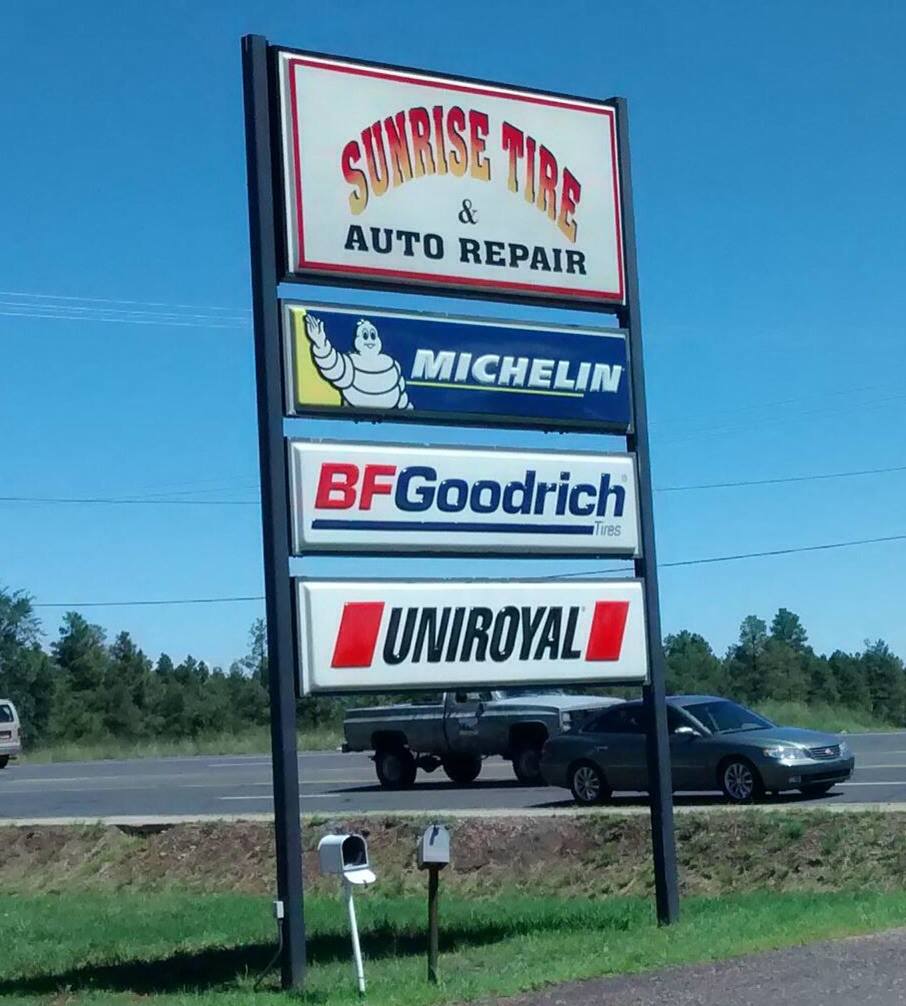 SUNRISE TIRE
&
AUTO REPAIR
MICHELIN
BFGoodrich
Tires
UNIROYAL